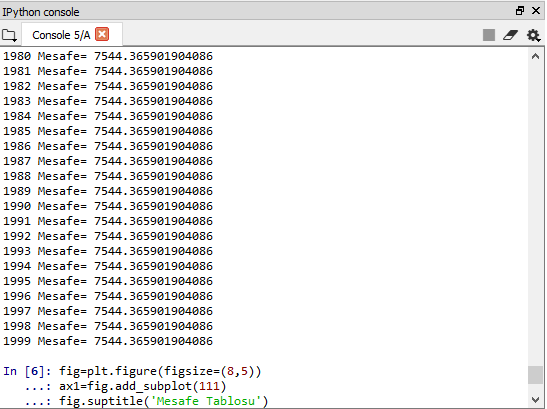 IPython console
Console 5/A
1980 Mesafe= 7544.365901904086
1981 Mesafe= 7544.365901904086
1982 Mesafe= 7544.365901904086
1983 Mesafe= 7544.365901904086
1984 Mesafe= 7544.365901904086
1985 Mesafe= 7544.365901904086
1986 Mesafe= 7544.365901904086
1987 Mesafe= 7544.365901904086
1988 Mesafe= 7544.365901904086
1989 Mesafe= 7544.365901904086
1990 Mesafe= 7544.365901904086
1991 Mesafe= 7544.365901904086
1992 Mesafe= 7544.365901904086
1993 Mesafe= 7544.365901904086
1994 Mesafe= 7544.365901904086
1995 Mesafe= 7544.365901904086
1996 Mesafe= 7544.365901904086
1997 Mesafe= 7544.365901904086
1998 Mesafe= 7544.365901904086
1999 Mesafe= 7544.365901904086
In [6]: fig=plt.figure(figsize=(8,5))
...: ax1=fig.add_subplot(111)
...: fig.suptitle('Mesafe Tablosu')